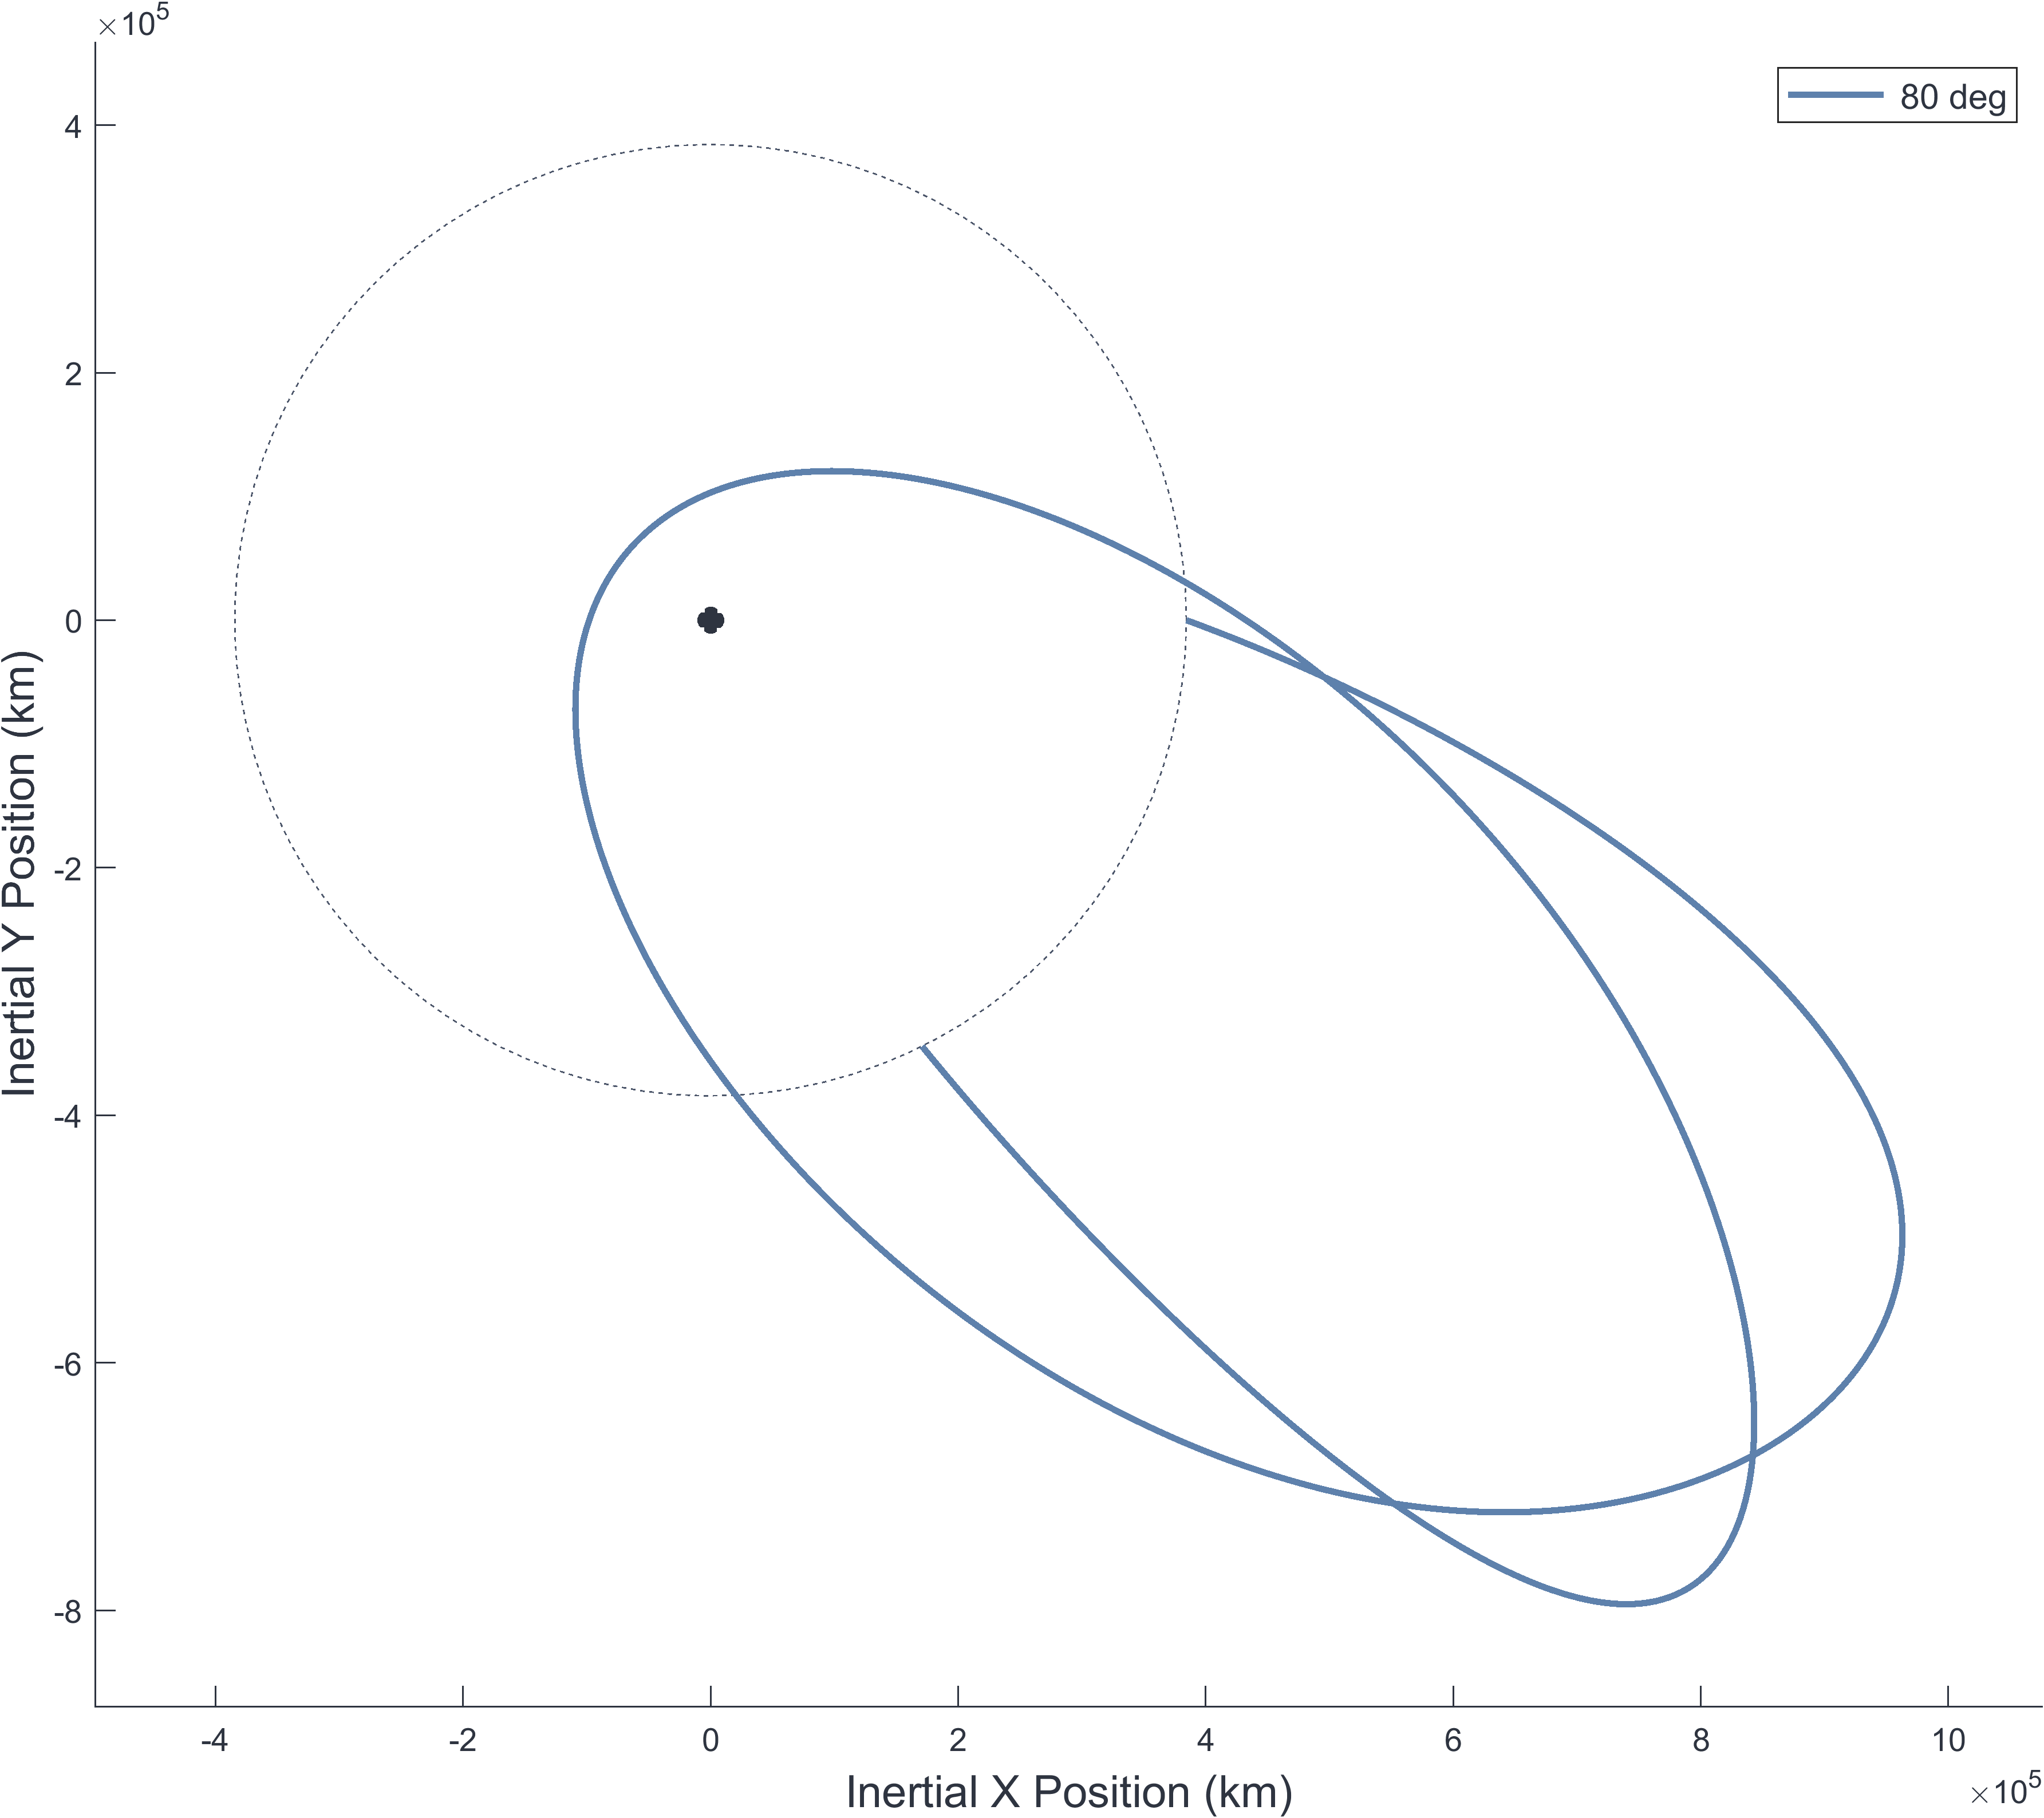 ×10⁵
80 deg
4
2
0
-2
-4
-6
-8
Inertial Y Position (km)
-4 -2 0 2 4 6 8 10
Inertial X Position (km)
×10⁵